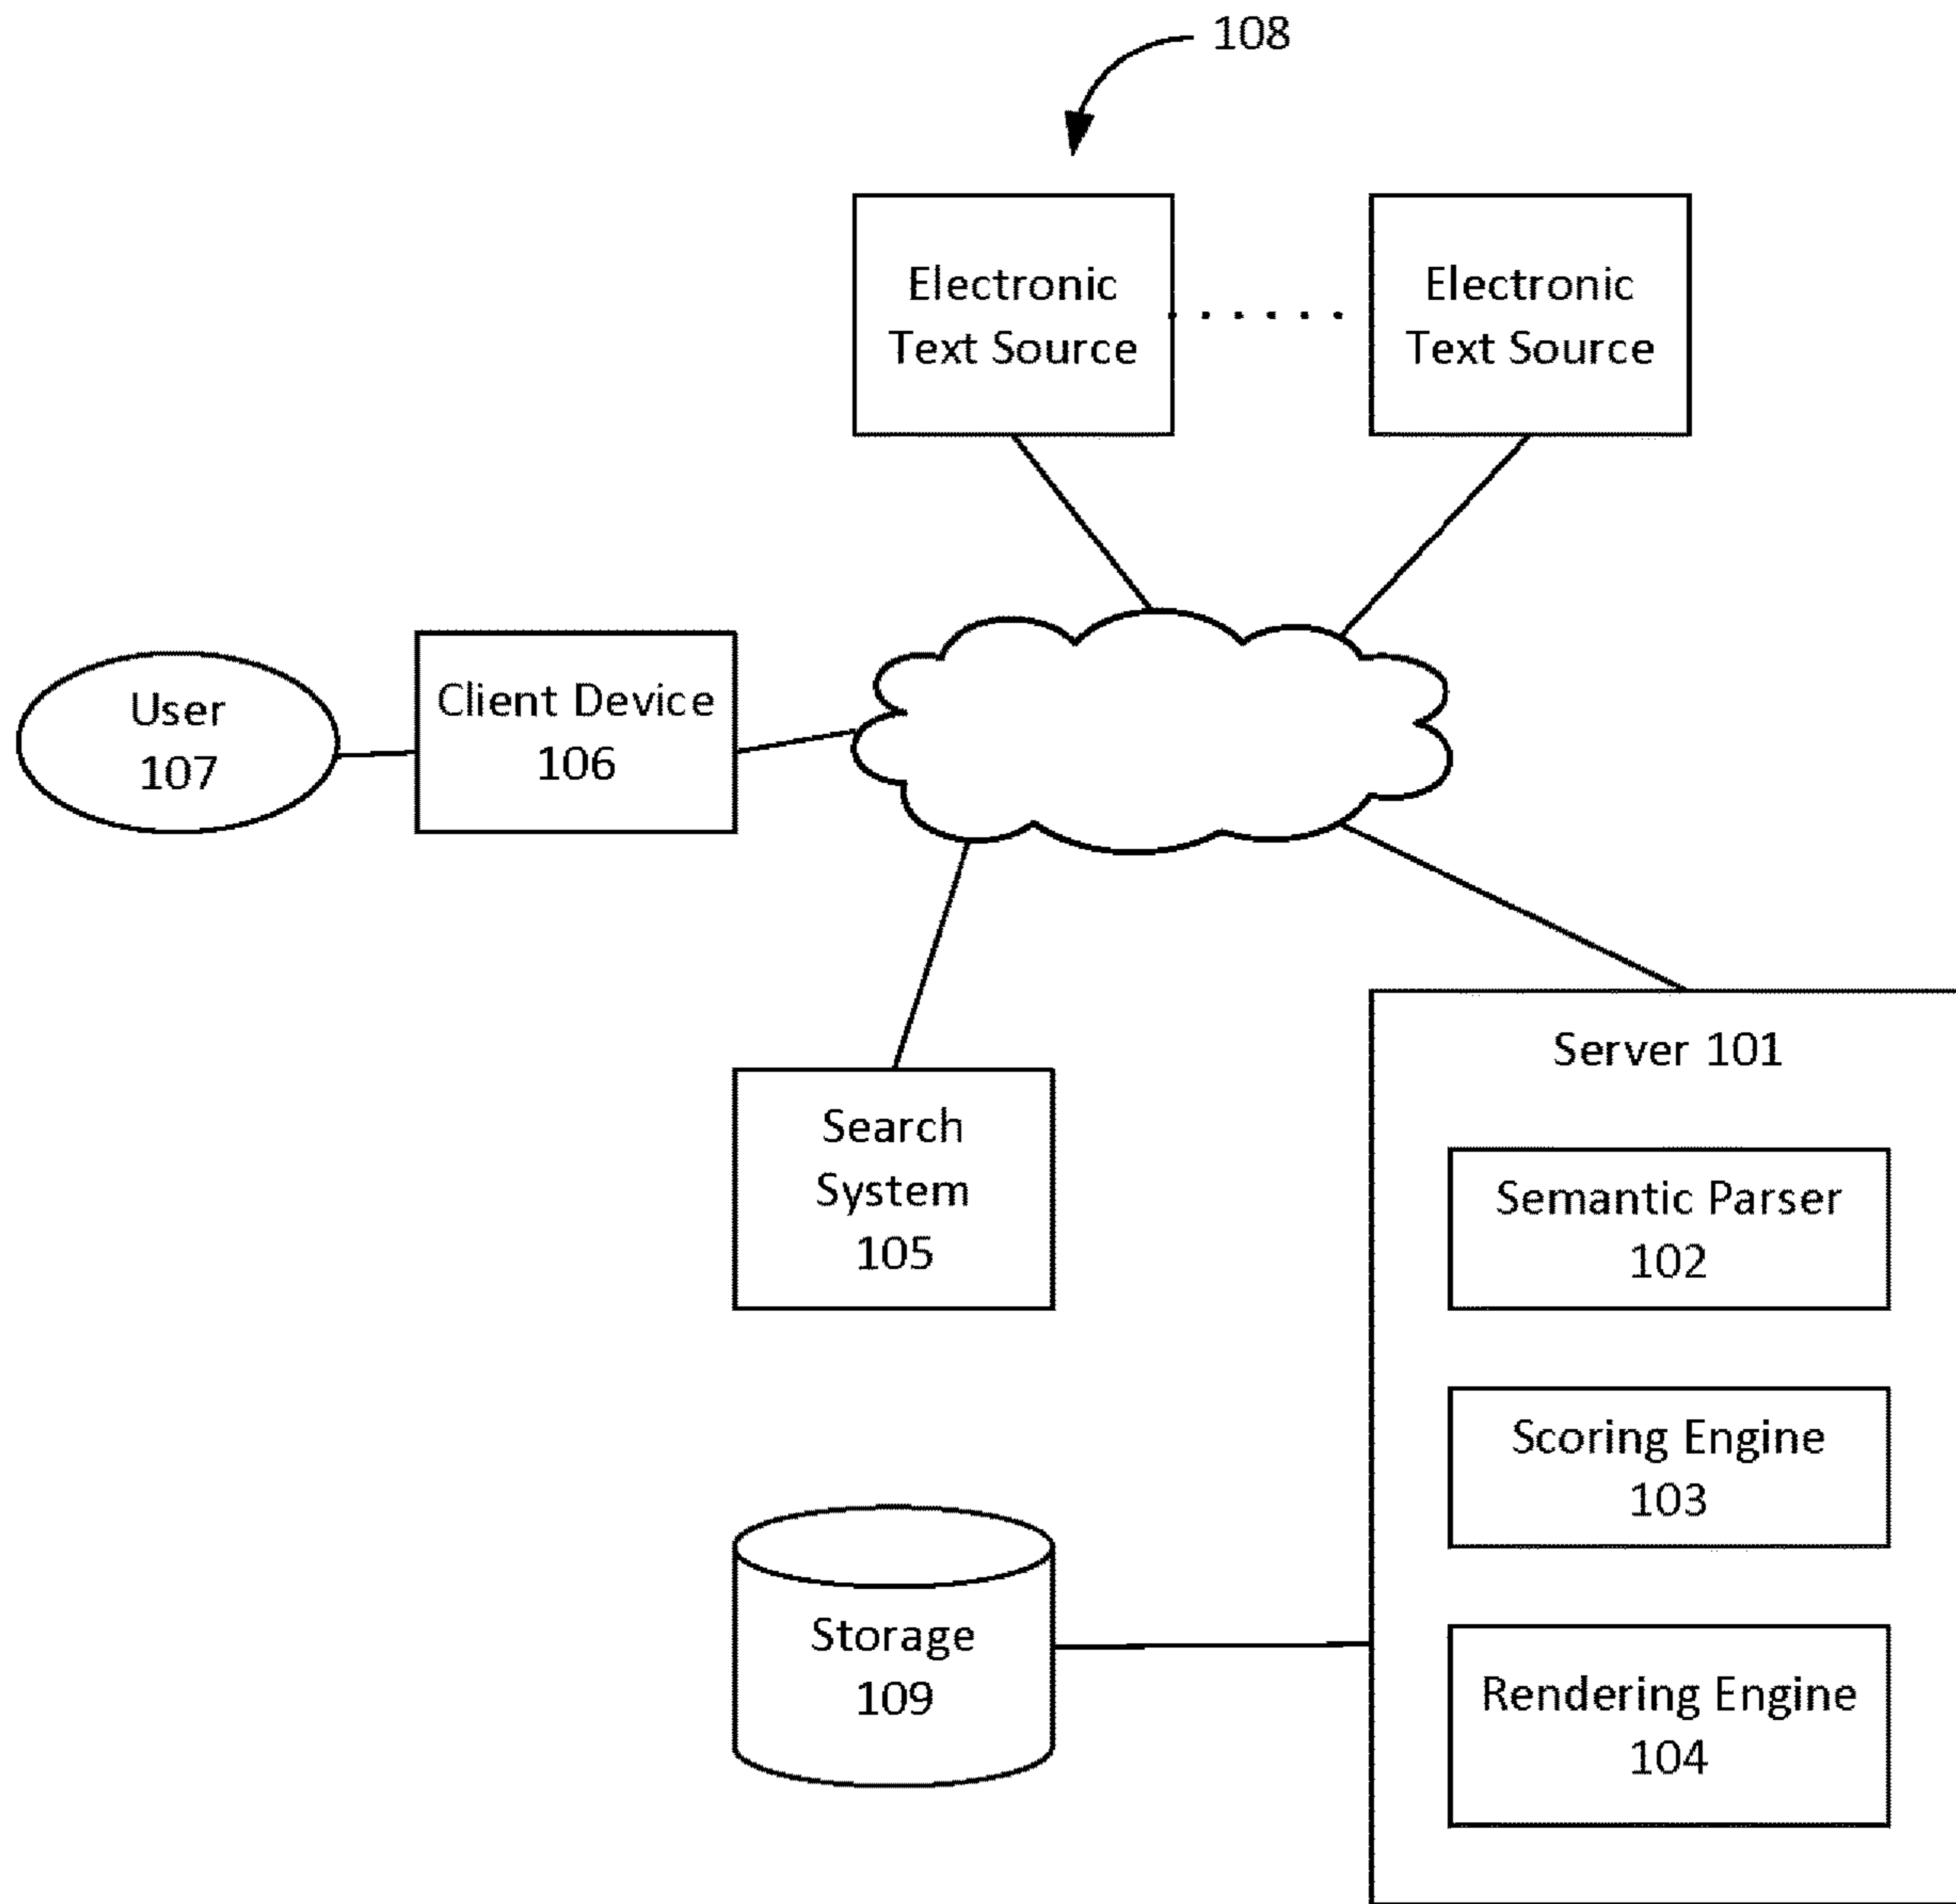 108
Electronic
Text Source
Electronic
Text Source
User
107
Client Device
106
Search
System
105
Server 101
Semantic Parser
102
Scoring Engine
103
Storage
109
Rendering Engine
104